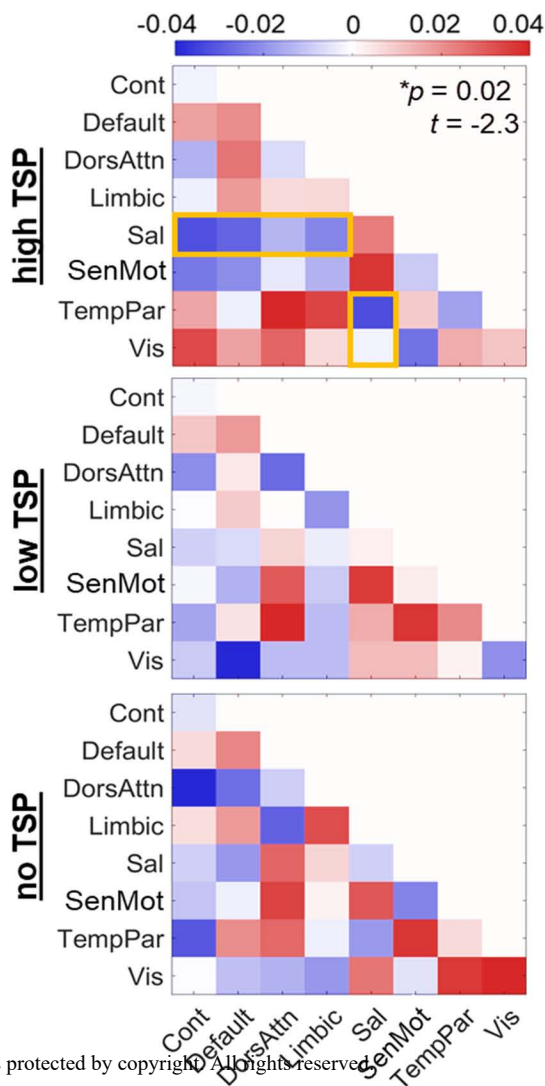 -0.04 -0.02 0 0.02 0.04
high TSP
*p = 0.02
t = -2.3
Cont
Default
DorsAttn
Limbic
Sal
SenMot
TempPar
Vis
low TSP
Cont
Default
DorsAttn
Limbic
Sal
SenMot
TempPar
Vis
no TSP
Cont
Default
DorsAttn
Limbic
Sal
SenMot
TempPar
Vis
Cont Default DorsAttn Limbic Sal SenMot TempPar Vis
protected by copyright. All rights reserved.